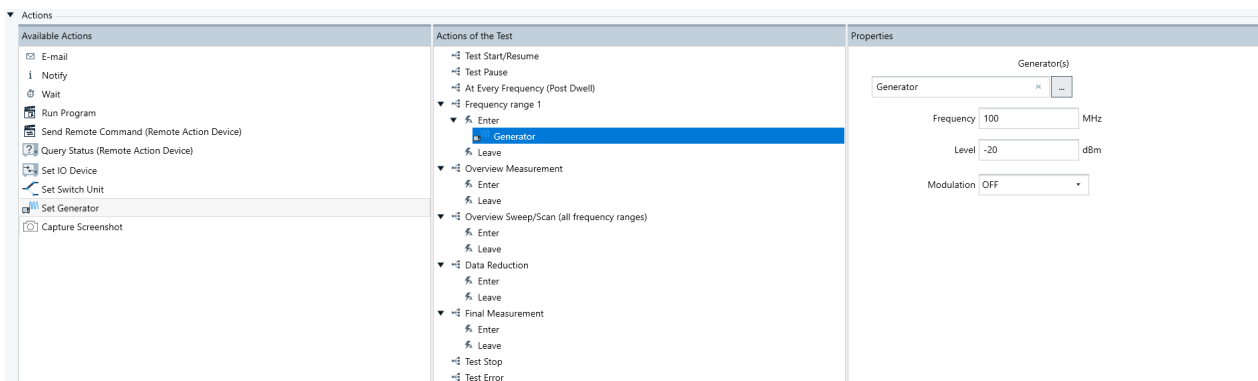 Actions
Available Actions
E-mail
Notify
Wait
Run Program
Send Remote Command (Remote Action Device)
Query Status (Remote Action Device)
Set IO Device
Set Switch Unit
Set Generator
Capture Screenshot
Actions of the Test
Test Start/Resume
Test Pause
At Every Frequency (Post Dwell)
Frequency range 1
Enter
Generator
Leave
Overview Measurement
Enter
Leave
Overview Sweep/Scan (all frequency ranges)
Enter
Leave
Data Reduction
Enter
Leave
Final Measurement
Enter
Leave
Test Stop
Test Error
Properties
Generator(s)
Generator ...
Frequency 100 MHz
Level -20 dBm
Modulation OFF